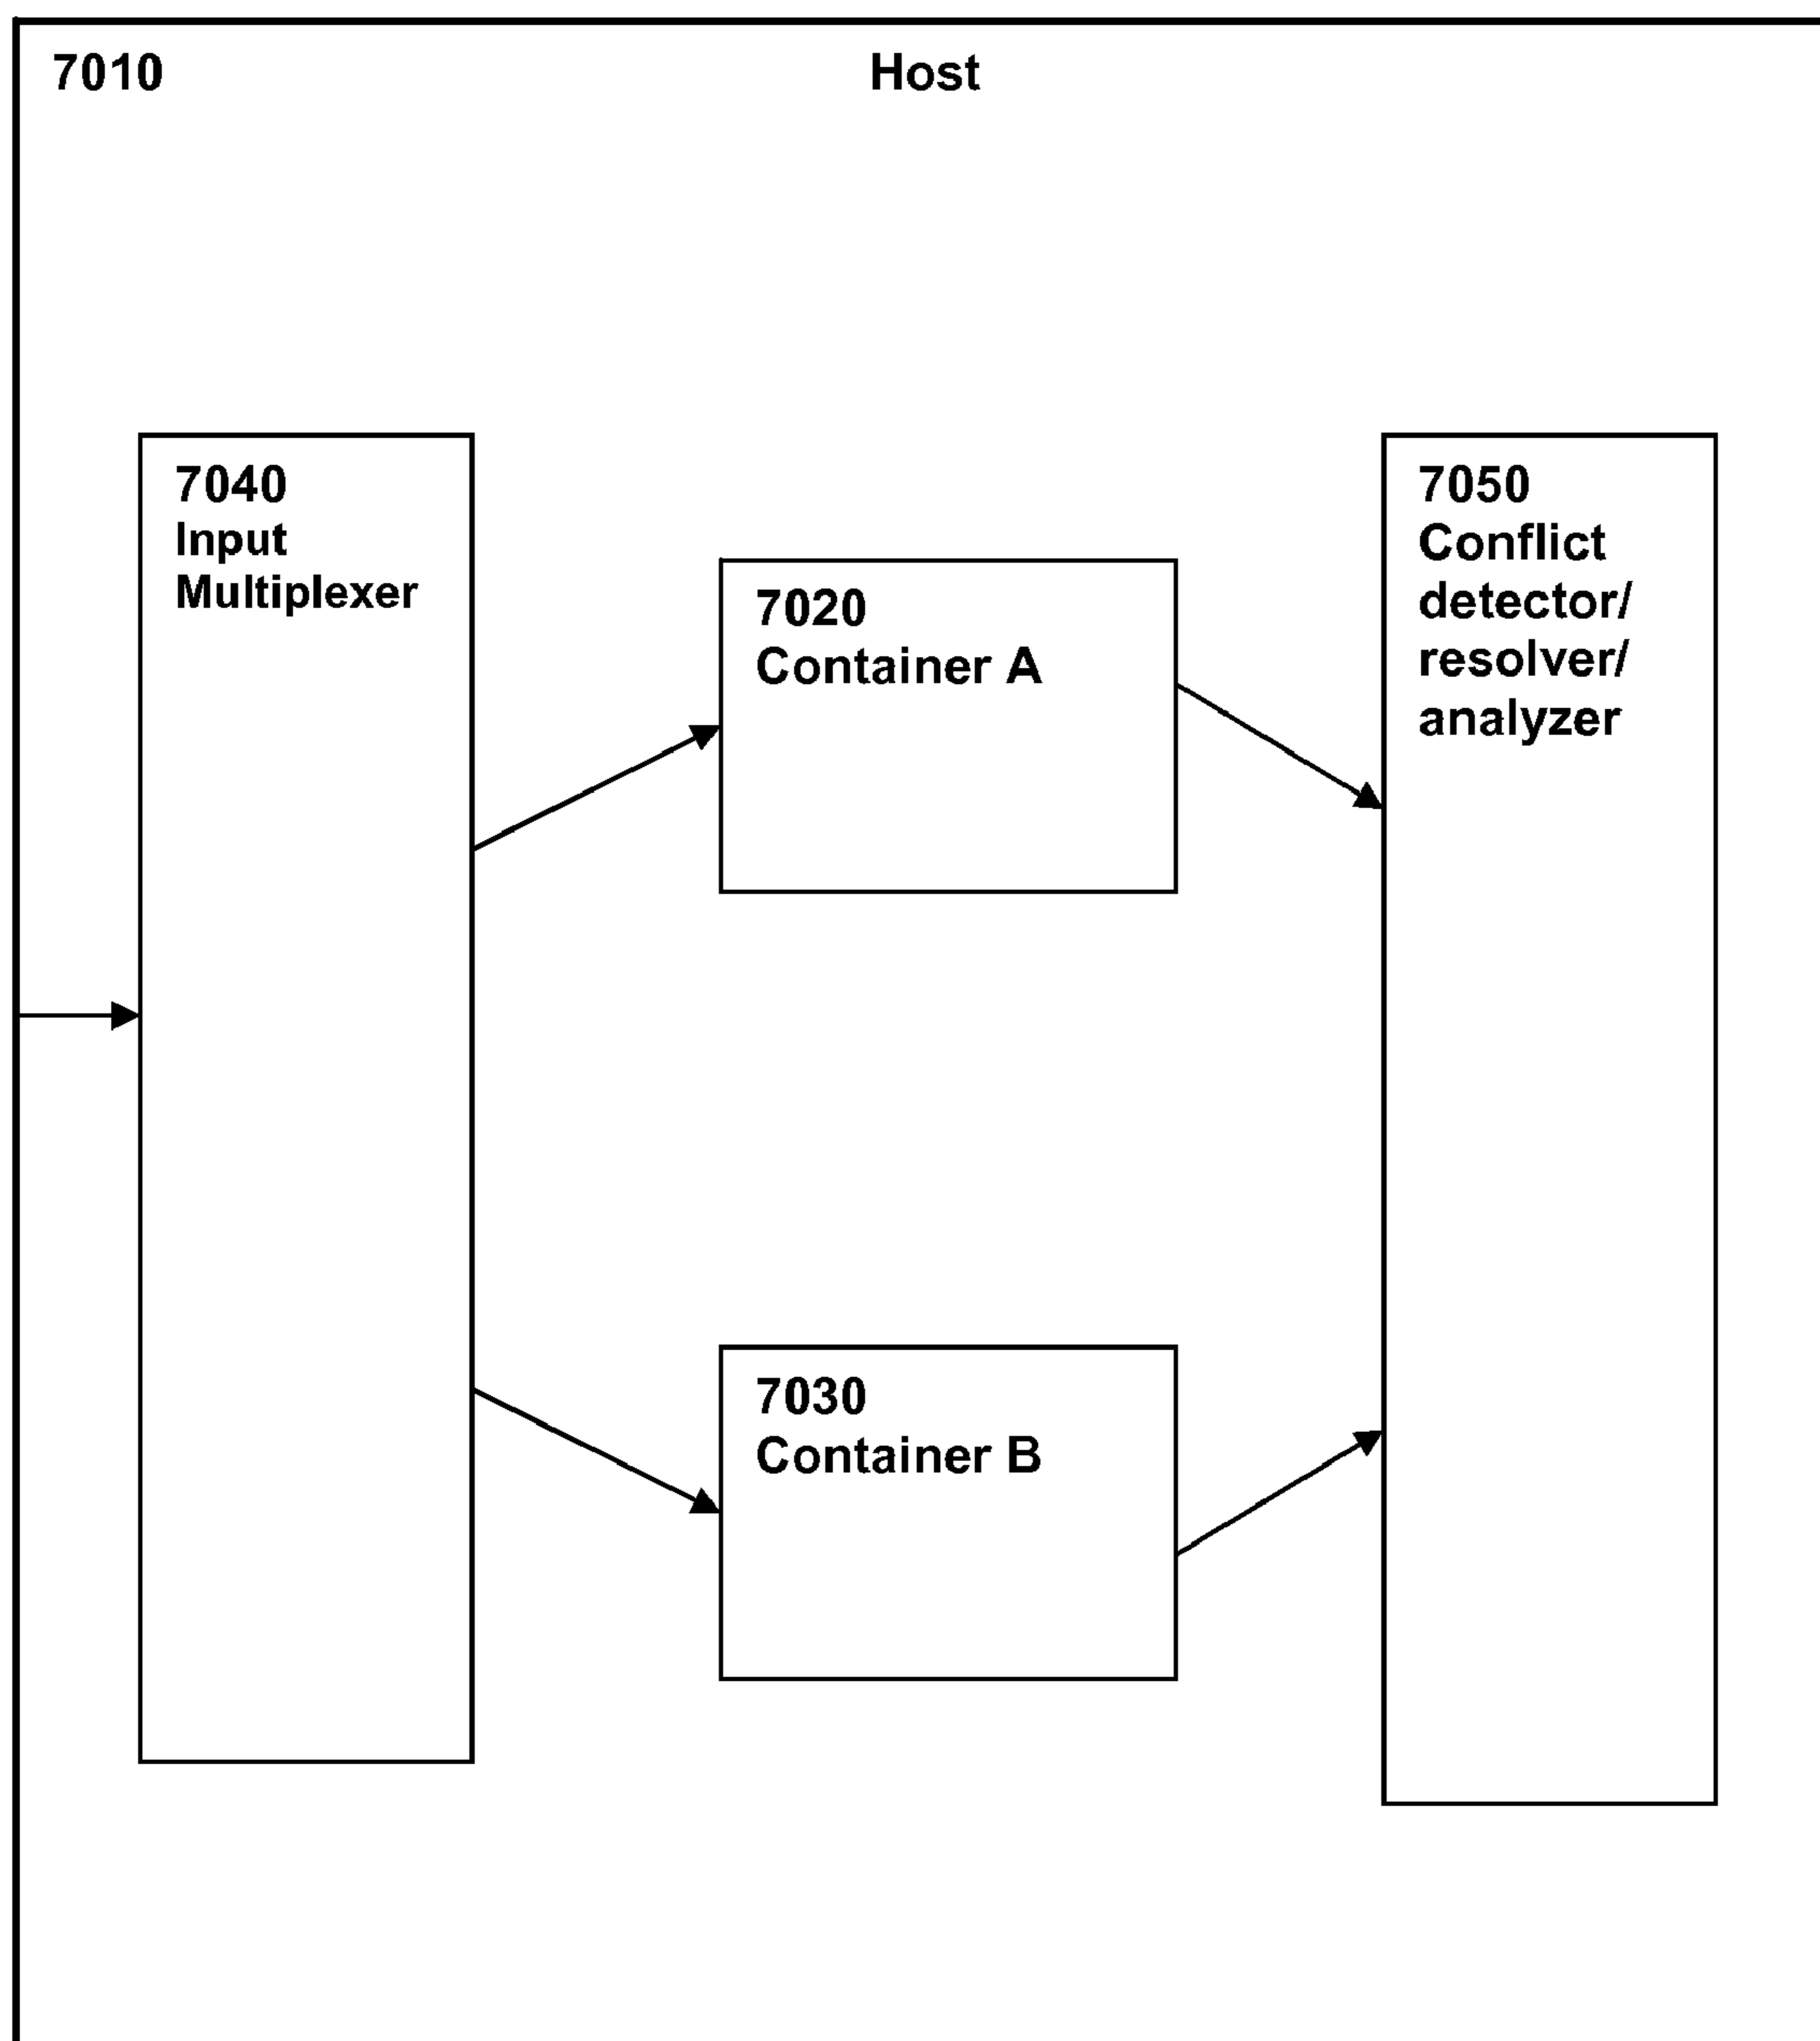 7010
Host
7040
Input
Multiplexer
7020
Container A
7030
Container B
7050
Conflict
detector/
resolver/
analyzer